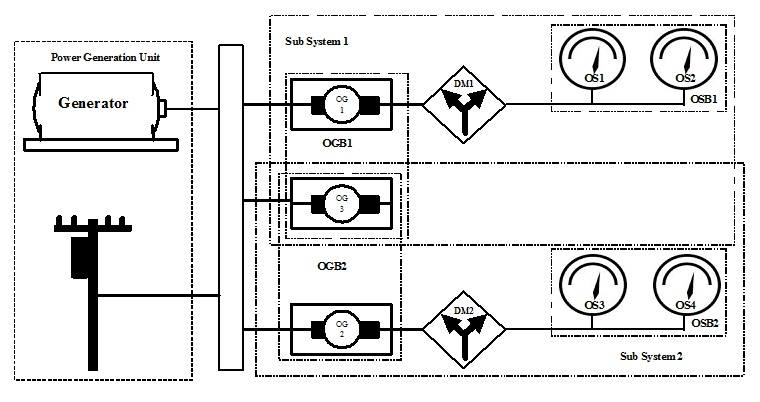 Sub System 1
Power Generation Unit
Generator
OG
1
DM1
OS1
OS2
OSB1
OGB1
OG
3
OGB2
OG
2
DM2
OS3
OS4
OSB2
Sub System 2